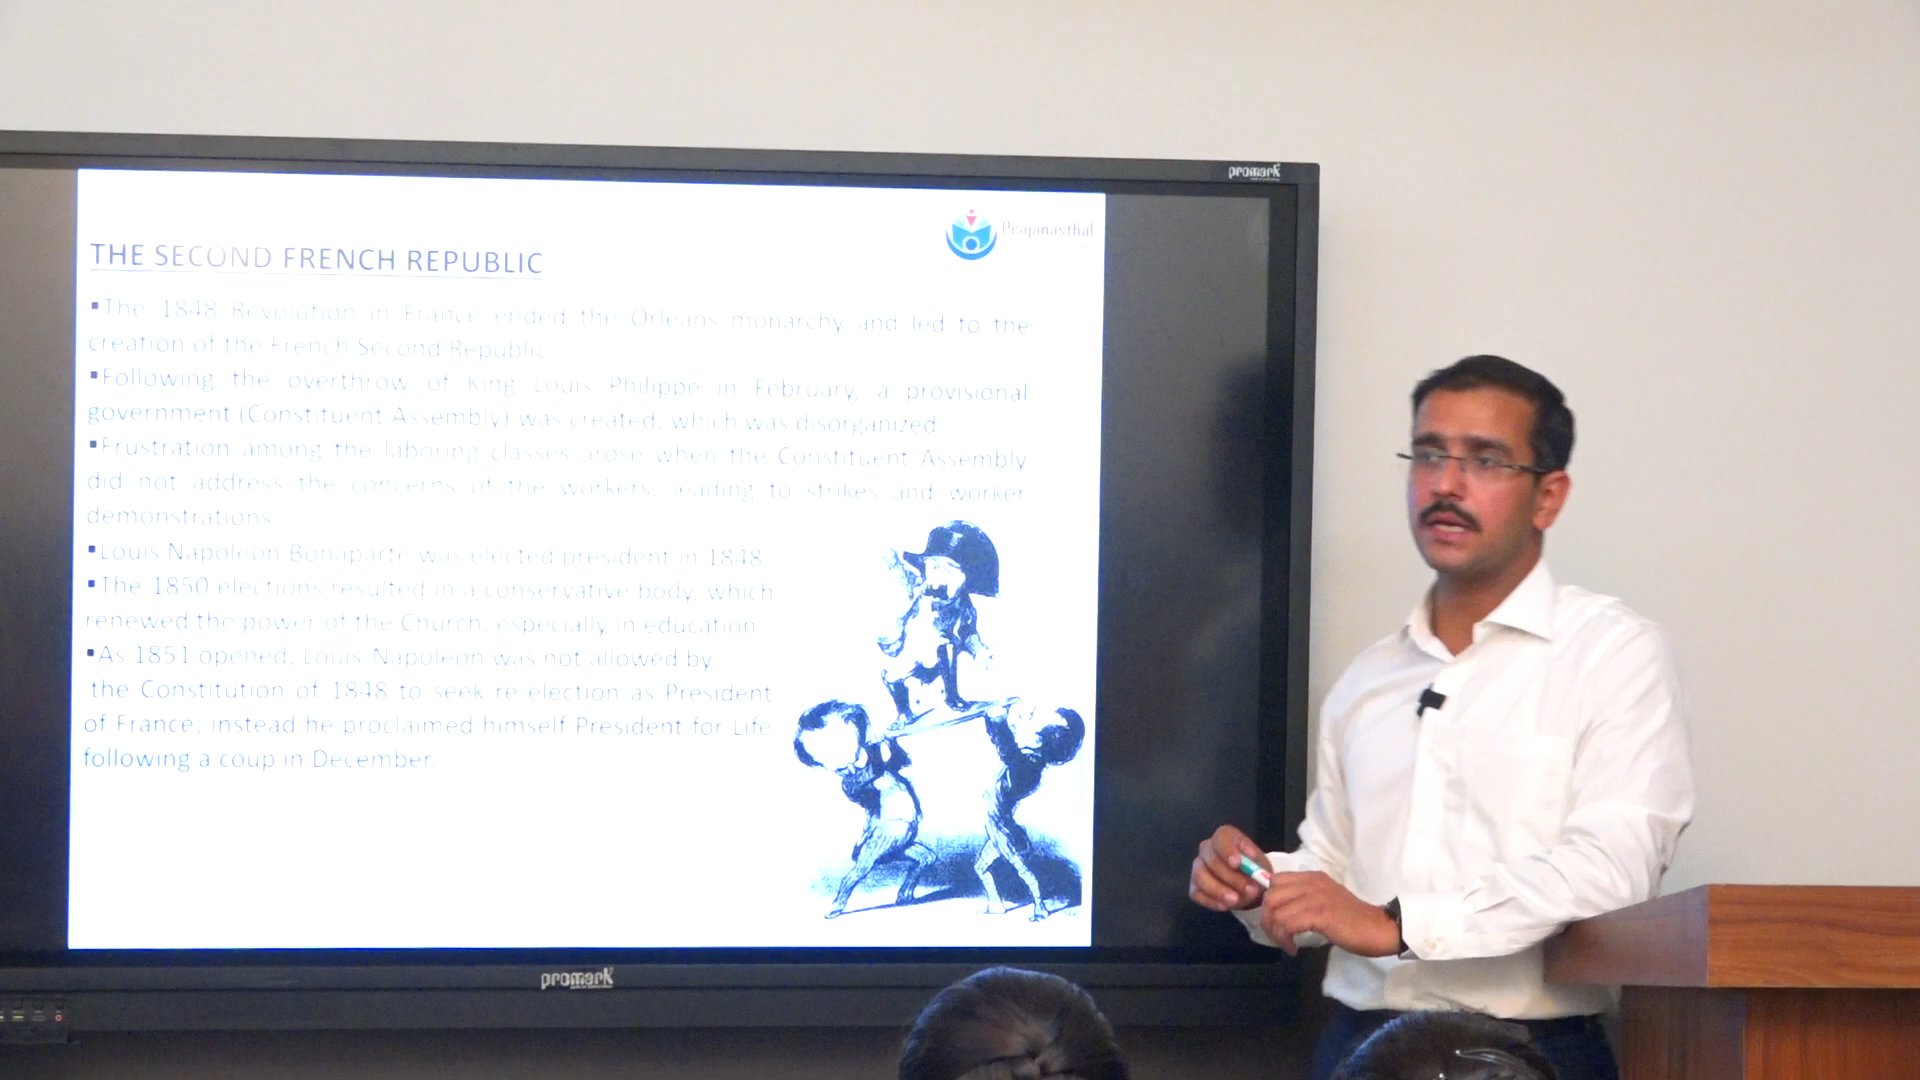 promark
Prajanasthal
THE SECOND FRENCH REPUBLIC
▪The 1848 Revolution in France ended the Orleans monarchy and led to the
creation of the French Second Republic
▪Following the overthrow of King Louis Philippe in February, a provisional
government (Constituent Assembly) was created, which was disorganized
▪Frustration among the laboring classes arose when the Constituent Assembly
did not address the concerns of the workers, leading to strikes and worker
demonstrations
▪Louis Napoleon Bonaparte was elected president in 1848
▪The 1850 elections resulted in a conservative body, which
renewed the power of the Church, especially in education
▪As 1851 opened, Louis Napoleon was not allowed by
the Constitution of 1848 to seek re election as President
of France; instead he proclaimed himself President for Life
following a coup in December.
promark